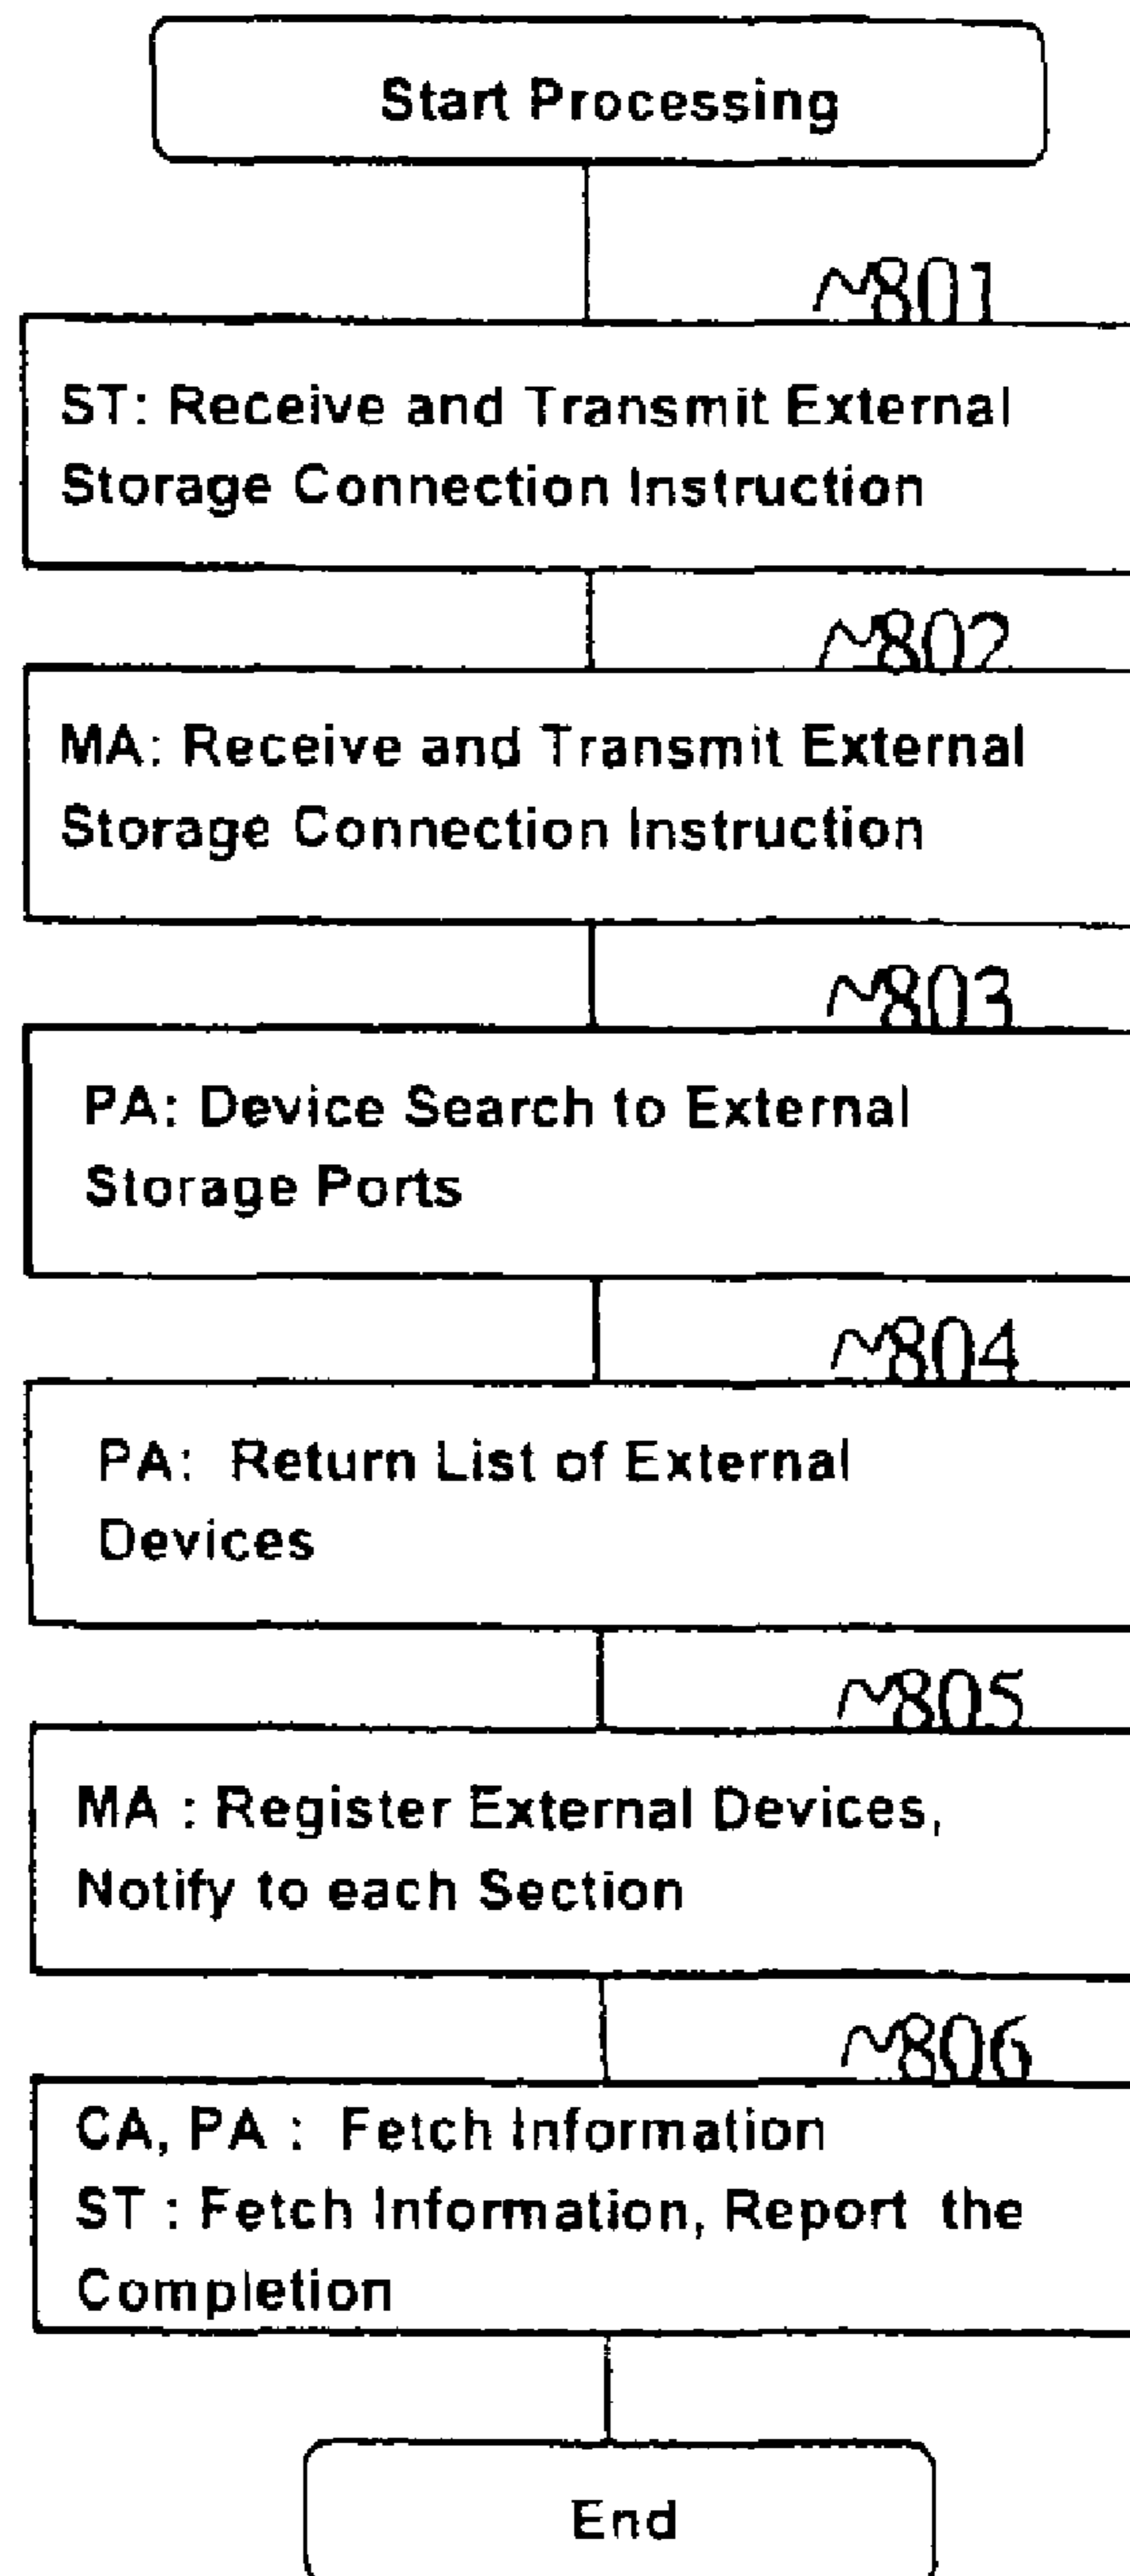 Start Processing
~801
ST: Receive and Transmit External
Storage Connection Instruction
~802
MA: Receive and Transmit External
Storage Connection Instruction
~803
PA: Device Search to External
Storage Ports
~804
PA: Return List of External
Devices
~805
MA : Register External Devices,
Notify to each Section
~806
CA, PA : Fetch Information
ST : Fetch Information, Report the
Completion
End